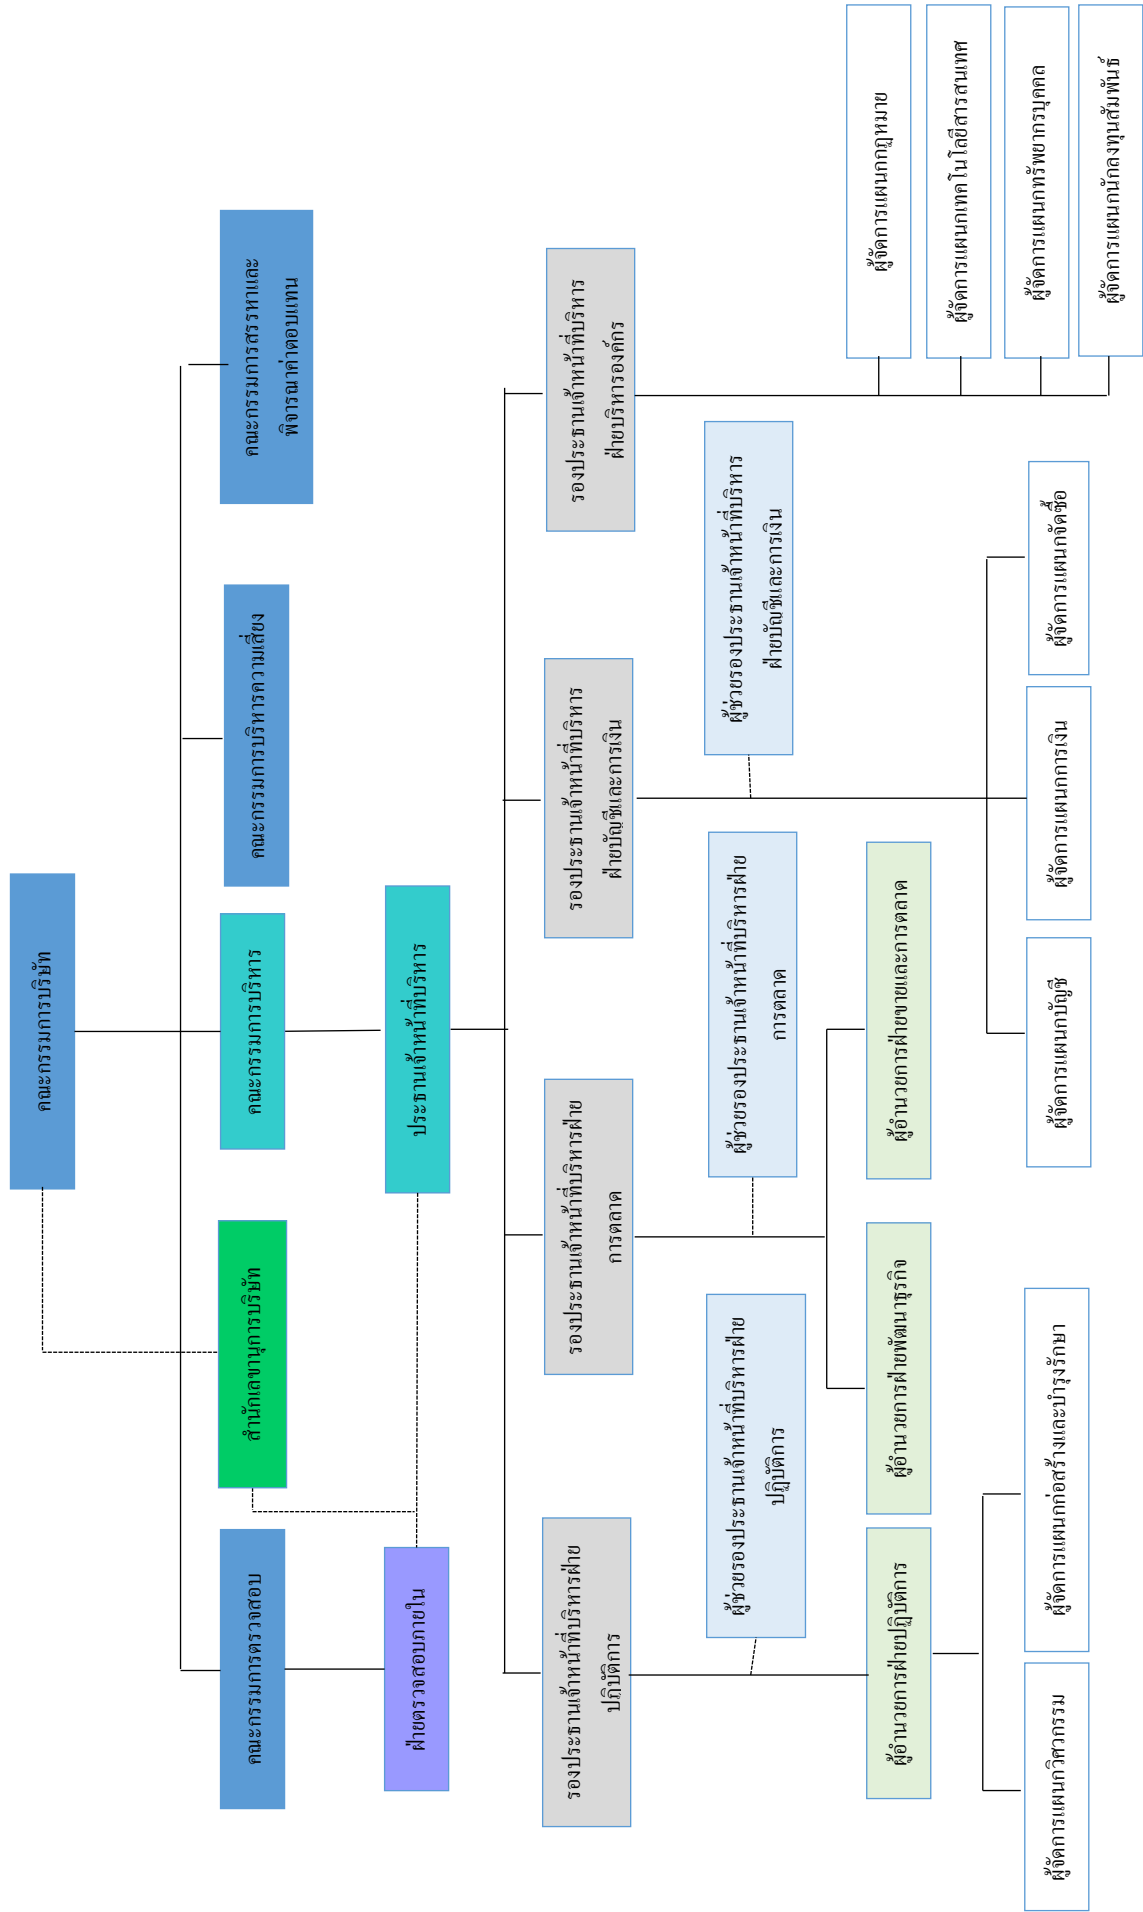 คณะกรรมการบริษัท
คณะกรรมการตรวจสอบ
สำนักเลขานุการบริษัท
คณะกรรมการบริหาร
คณะกรรมการบริหารความเสี่ยง
คณะกรรมการสรรหาและ
พิจารณาค่าตอบแทน
ฝ่ายตรวจสอบภายใน
ประธานเจ้าหน้าที่บริหาร
รองประธานเจ้าหน้าที่บริหารฝ่าย
ปฏิบัติการ
รองประธานเจ้าหน้าที่บริหารฝ่าย
การตลาด
รองประธานเจ้าหน้าที่บริหาร
ฝ่ายบัญชีและการเงิน
รองประธานเจ้าหน้าที่บริหาร
ฝ่ายบริหารองค์กร
ผู้ช่วยรองประธานเจ้าหน้าที่บริหารฝ่าย
ปฏิบัติการ
ผู้ช่วยรองประธานเจ้าหน้าที่บริหารฝ่าย
การตลาด
ผู้ช่วยรองประธานเจ้าหน้าที่บริหาร
ฝ่ายบัญชีและการเงิน
ผู้อำนวยการฝ่ายปฏิบัติการ
ผู้อำนวยการฝ่ายพัฒนาธุรกิจ
ผู้อำนวยการฝ่ายขายและการตลาด
ผู้จัดการแผนกวิศวกรรม
ผู้จัดการแผนกก่อสร้างและบำรุงรักษา
ผู้จัดการแผนกบัญชี
ผู้จัดการแผนกการเงิน
ผู้จัดการแผนกจัดซื้อ
ผู้จัดการแผนกกฎหมาย
ผู้จัดการแผนกเทคโนโลยีสารสนเทศ
ผู้จัดการแผนกทรัพยากรบุคคล
ผู้จัดการแผนกนักลงทุนสัมพันธ์